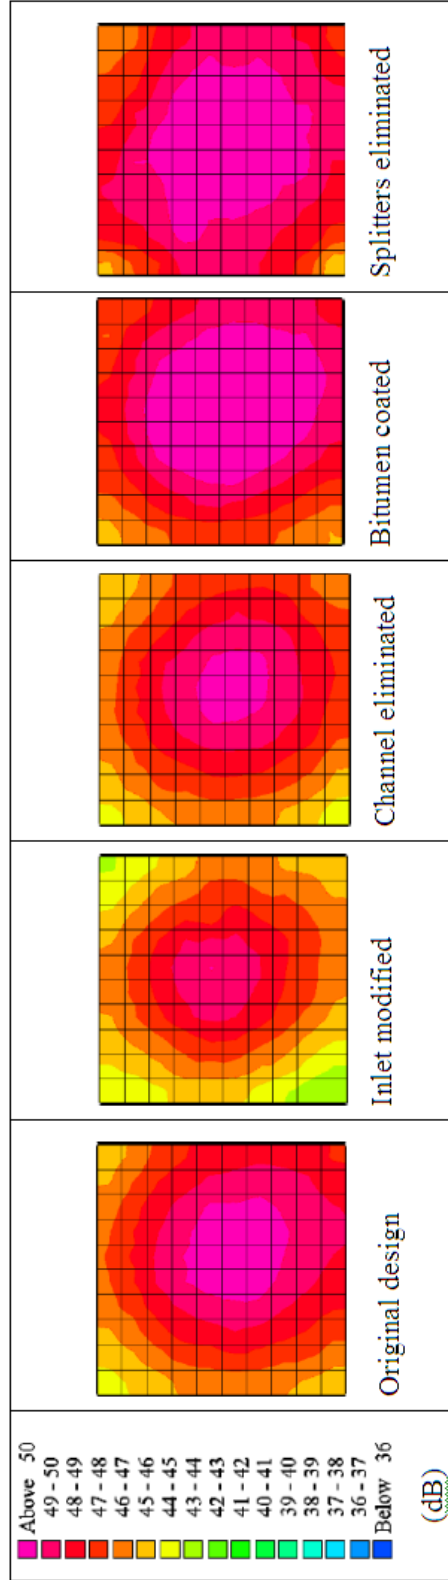 Above 50
49 - 50
48 - 49
47 - 48
46 - 47
45 - 46
44 - 45
43 - 44
42 - 43
41 - 42
40 - 41
39 - 40
38 - 39
37 - 38
36 - 37
Below 36
(dB)
Original design
Inlet modified
Channel eliminated
Bitumen coated
Splitters eliminated